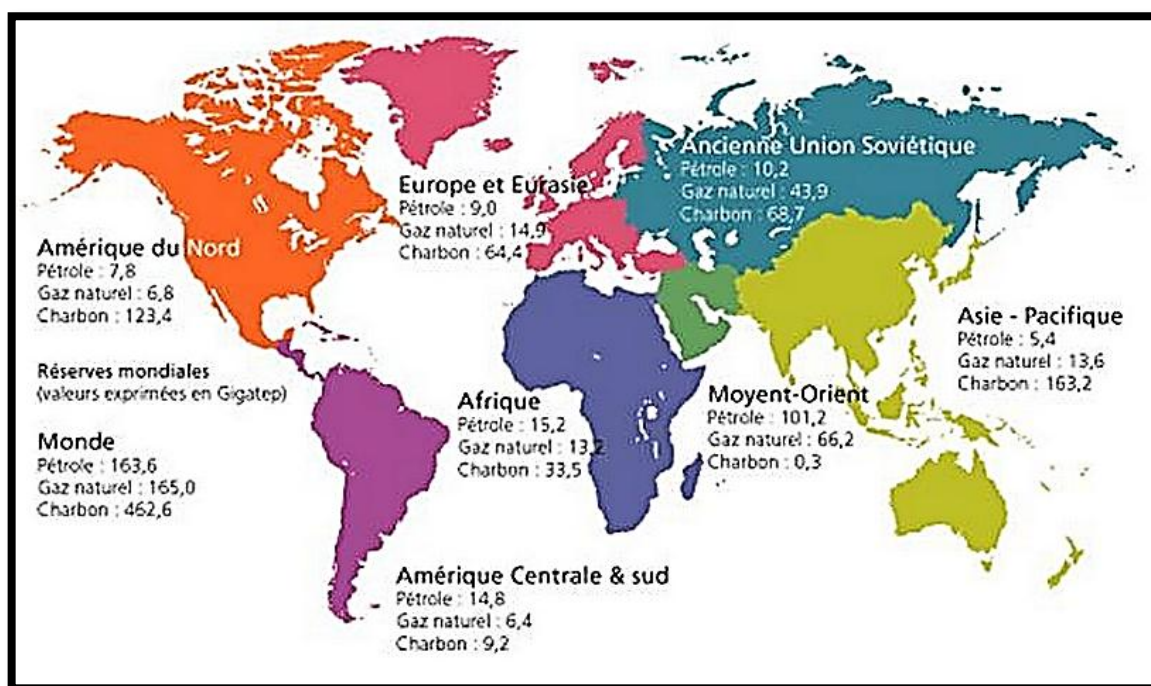 Ancienne Union Soviétique
Pétrole : 10,2
Gaz naturel : 43,9
Charbon : 68,7
Europe et Eurasie
Pétrole : 9,0
Gaz naturel : 14,9
Charbon : 64,4
Amérique du Nord
Pétrole : 7,8
Gaz naturel : 6,8
Charbon : 123,4
Asie - Pacifique
Pétrole : 5,4
Gaz naturel : 13,6
Charbon : 163,2
Réserves mondiales
(valeurs exprimées en Gigatep)
Monde
Pétrole : 163,6
Gaz naturel : 165,0
Charbon : 462,6
Afrique
Pétrole : 15,2
Gaz naturel : 13,2
Charbon : 33,5
Moyent-Orient
Pétrole : 101,2
Gaz naturel : 66,2
Charbon : 0,3
Amérique Centrale & sud
Pétrole : 14,8
Gaz naturel : 6,4
Charbon : 9,2